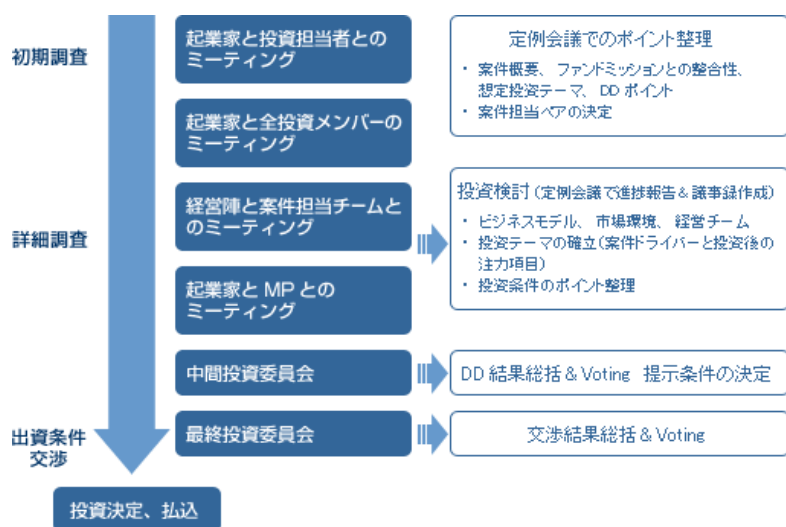 初期調査
起業家と投資担当者との
ミーティング
定例会議でのポイント整理
・ 案件概要、ファンドミッションとの整合性、
想定投資テーマ、DD ポイント
・ 案件担当ペアの決定
起業家と全投資メンバーの
ミーティング
詳細調査
経営陣と案件担当チームと
のミーティング
投資検討（定例会議で進捗報告＆議事録作成）
・ ビジネスモデル、市場環境、経営チーム
・ 投資テーマの確立（案件ドライバーと投資後の
注力項目）
・ 投資条件のポイント整理
起業家と MP との
ミーティング
中間投資委員会
DD 結果総括 & Voting 提示条件の決定
出資条件
交渉
最終投資委員会
交渉結果総括 & Voting
投資決定、払込